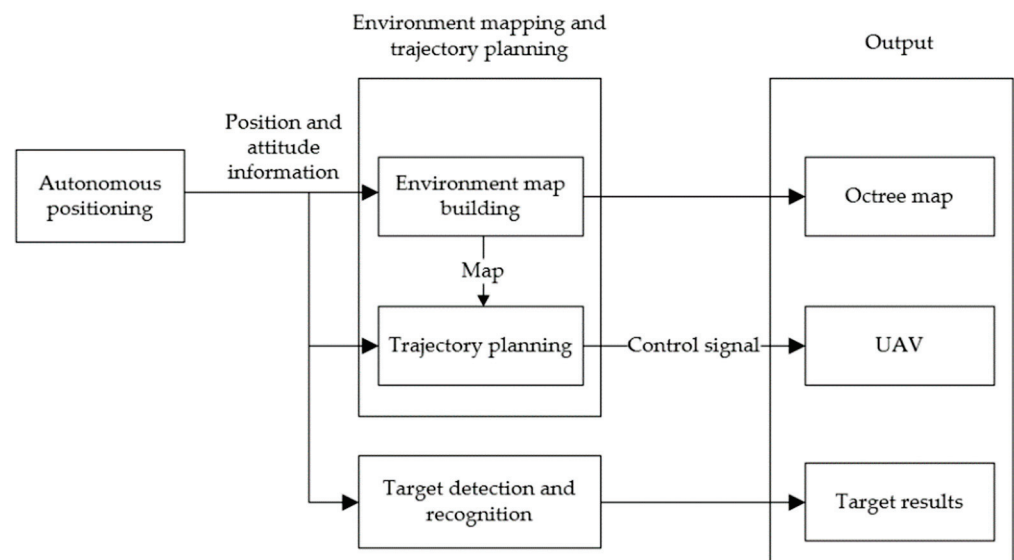 Environment mapping and
trajectory planning
Output
Position and
attitude
information
Autonomous
positioning
Environment map
building
Octree map
Map
Trajectory planning
Control signal
UAV
Target detection and
recognition
Target results